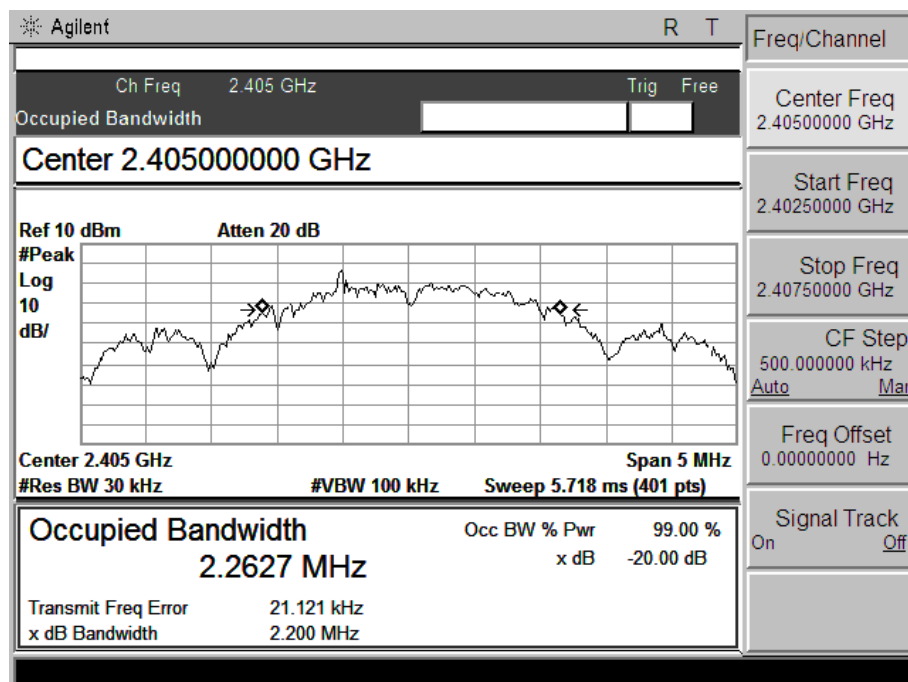 Agilent R T
Ch Freq 2.405 GHz Trig Free
Occupied Bandwidth
Center 2.405000000 GHz
Ref 10 dBm Atten 20 dB
#Peak
Log
10
dB/
Center 2.405 GHz Span 5 MHz
#Res BW 30 kHz #VBW 100 kHz Sweep 5.718 ms (401 pts)
Occupied Bandwidth Occ BW % Pwr 99.00 %
2.2627 MHz x dB -20.00 dB
Transmit Freq Error 21.121 kHz
x dB Bandwidth 2.200 MHz
Freq/Channel
Center Freq
2.40500000 GHz
Start Freq
2.40250000 GHz
Stop Freq
2.40750000 GHz
CF Step
500.000000 kHz
Auto Mar
Freq Offset
0.00000000 Hz
Signal Track
On Off